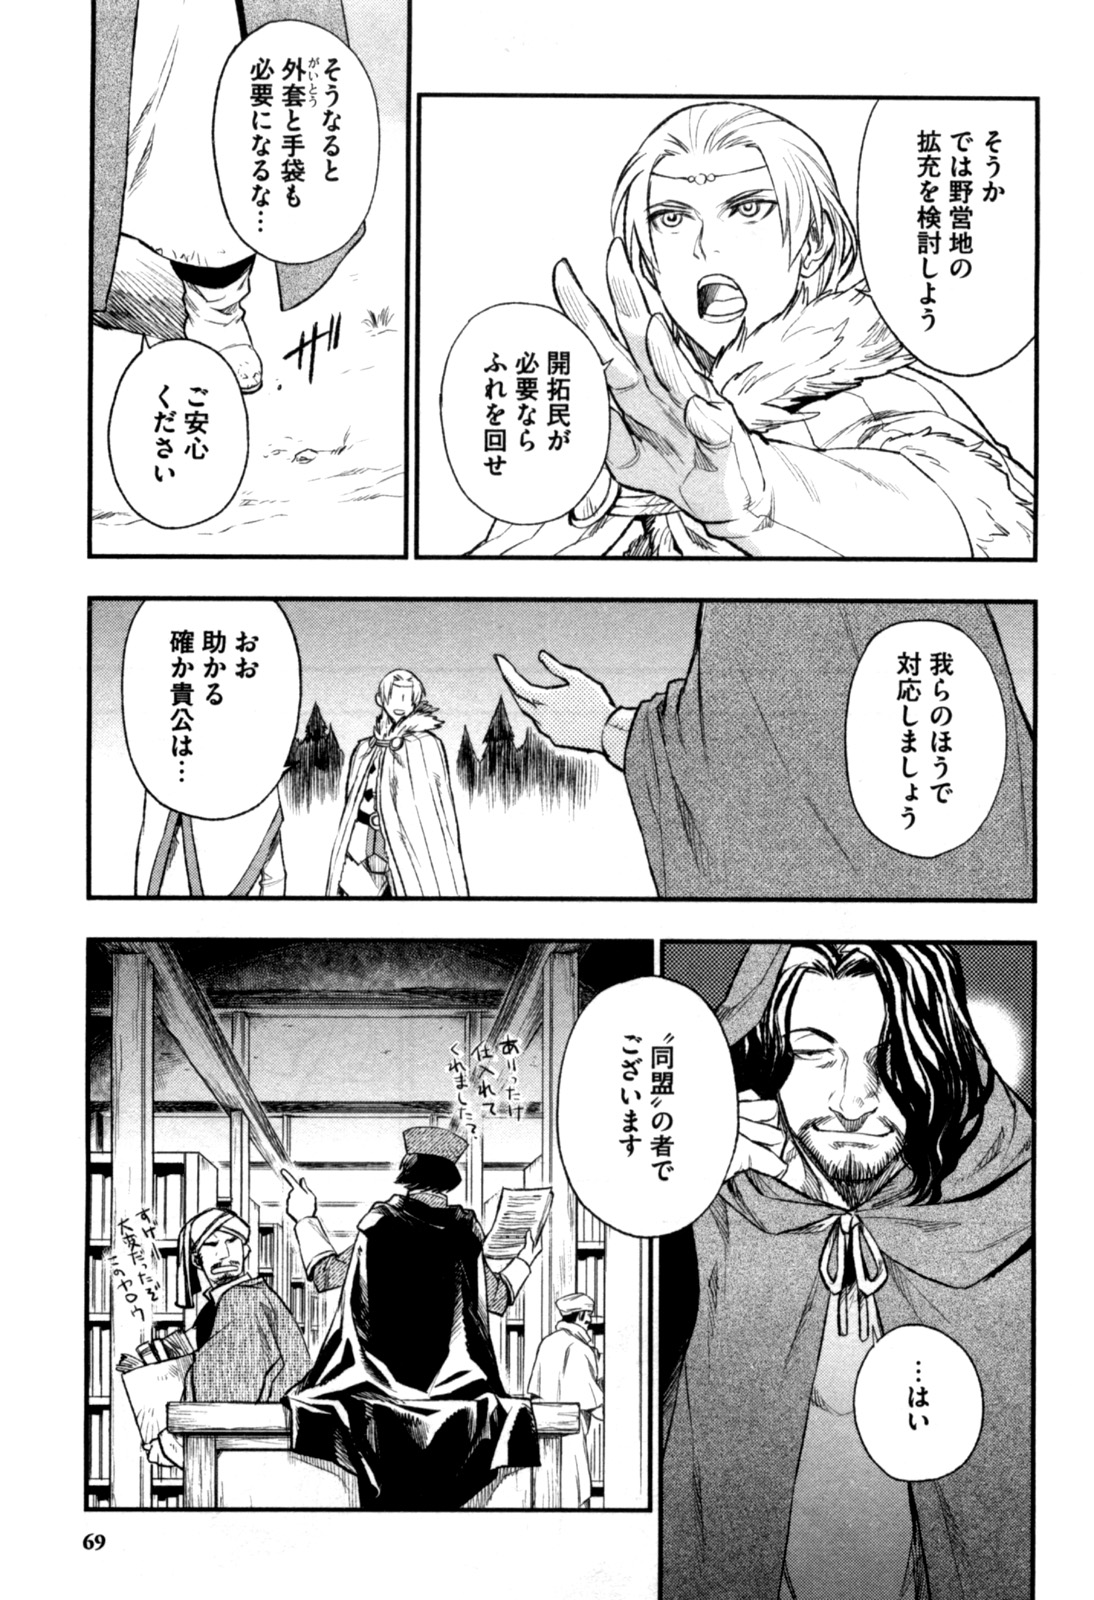 そうか
では野営地の
拡充を検討しよう
開拓民が
必要なら
ふれを回せ
そうなると
外套と手袋も
がいとう
必要になるな…
ご安心
ください
我らのほうで
対応しましょう
おお
助かる
確か貴公は…
…はい
〝同盟〟の者で
ございます
ありったけ
仕入れて
くれました?
すげー
大変だったぞ
このヤロウ
69